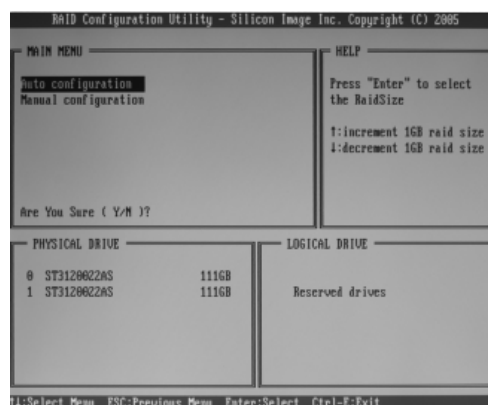 RAID Configuration Utility - Silicon Image Inc. Copyright (C) 2005
MAIN MENU
Auto configuration
Manual configuration
Are You Sure ( Y/N )?
HELP
Press "Enter" to select
the RaidSize
↑:increment 1GB raid size
↓:decrement 1GB raid size
PHYSICAL DRIVE
0 ST3120022AS 111GB
1 ST3120022AS 111GB
LOGICAL DRIVE
Reserved drives
↑↓:Select Menu ESC:Previous Menu Enter:Select Ctrl-E:Exit